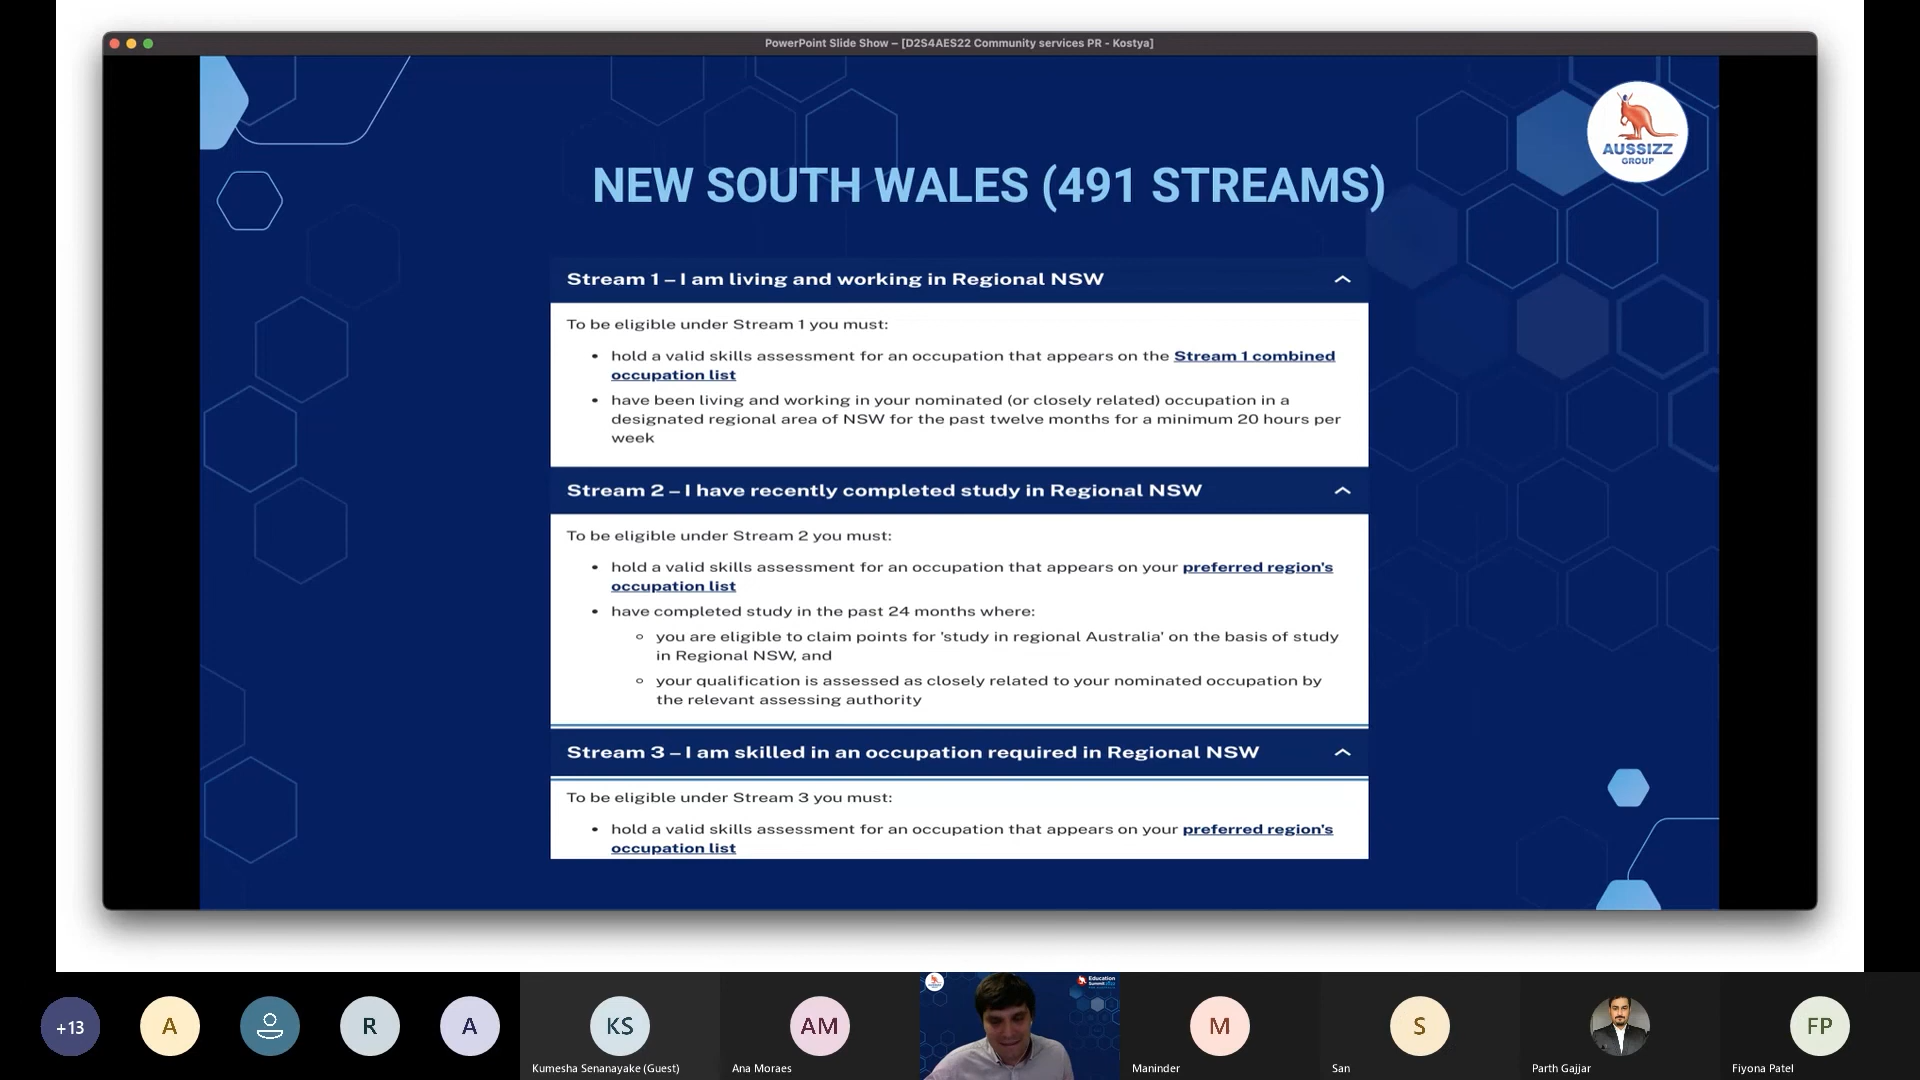 PowerPoint Slide Show – [D2S4AES22 Community services PR - Kostya]
AUSSIZZ
GROUP
NEW SOUTH WALES (491 STREAMS)
Stream 1 – I am living and working in Regional NSW
To be eligible under Stream 1 you must:
• hold a valid skills assessment for an occupation that appears on the Stream 1 combined
occupation list
• have been living and working in your nominated (or closely related) occupation in a
designated regional area of NSW for the past twelve months for a minimum 20 hours per
week
Stream 2 – I have recently completed study in Regional NSW
To be eligible under Stream 2 you must:
• hold a valid skills assessment for an occupation that appears on your preferred region's
occupation list
• have completed study in the past 24 months where:
○ you are eligible to claim points for 'study in regional Australia' on the basis of study
in Regional NSW, and
○ your qualification is assessed as closely related to your nominated occupation by
the relevant assessing authority
Stream 3 – I am skilled in an occupation required in Regional NSW
To be eligible under Stream 3 you must:
• hold a valid skills assessment for an occupation that appears on your preferred region's
occupation list
+13
A
R
A
KS
Kumesha Senanayake (Guest)
AM
Ana Moraes
Education
M
Maninder
S
San
Parth Gajjar
FP
Fiyona Patel